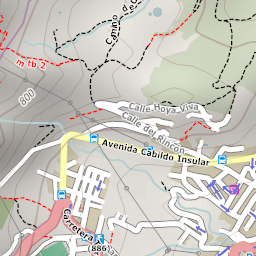 Camino de
m tb 2
800
Calle Hoya Viva
Calle del Rincón
Avenida Cabildo Insular
Carretera
(886)